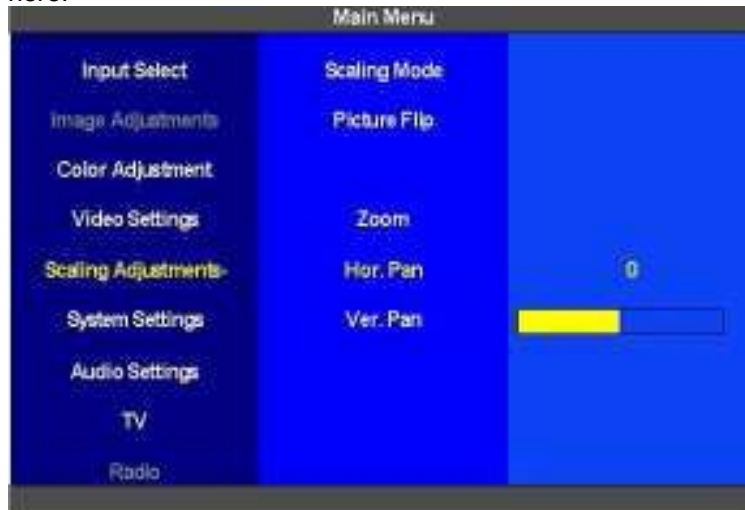 here.
Main Menu
Input Select
Image Adjustments
Color Adjustment
Video Settings
Scaling Adjustments
System Settings
Audio Settings
TV
Radio
Scaling Mode
Picture Flip
Zoom
Hor. Pan
Ver. Pan
0